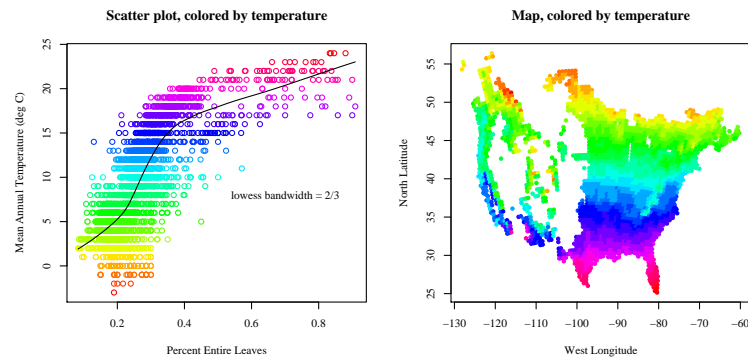 Scatter plot, colored by temperature
Mean Annual Temperature (deg C)
25
20
15
10
5
0
lowess bandwidth = 2/3
0.2 0.4 0.6 0.8
Percent Entire Leaves
Map, colored by temperature
North Latitude
55
50
45
40
35
30
25
−130 −120 −110 −100 −90 −80 −70 −60
West Longitude